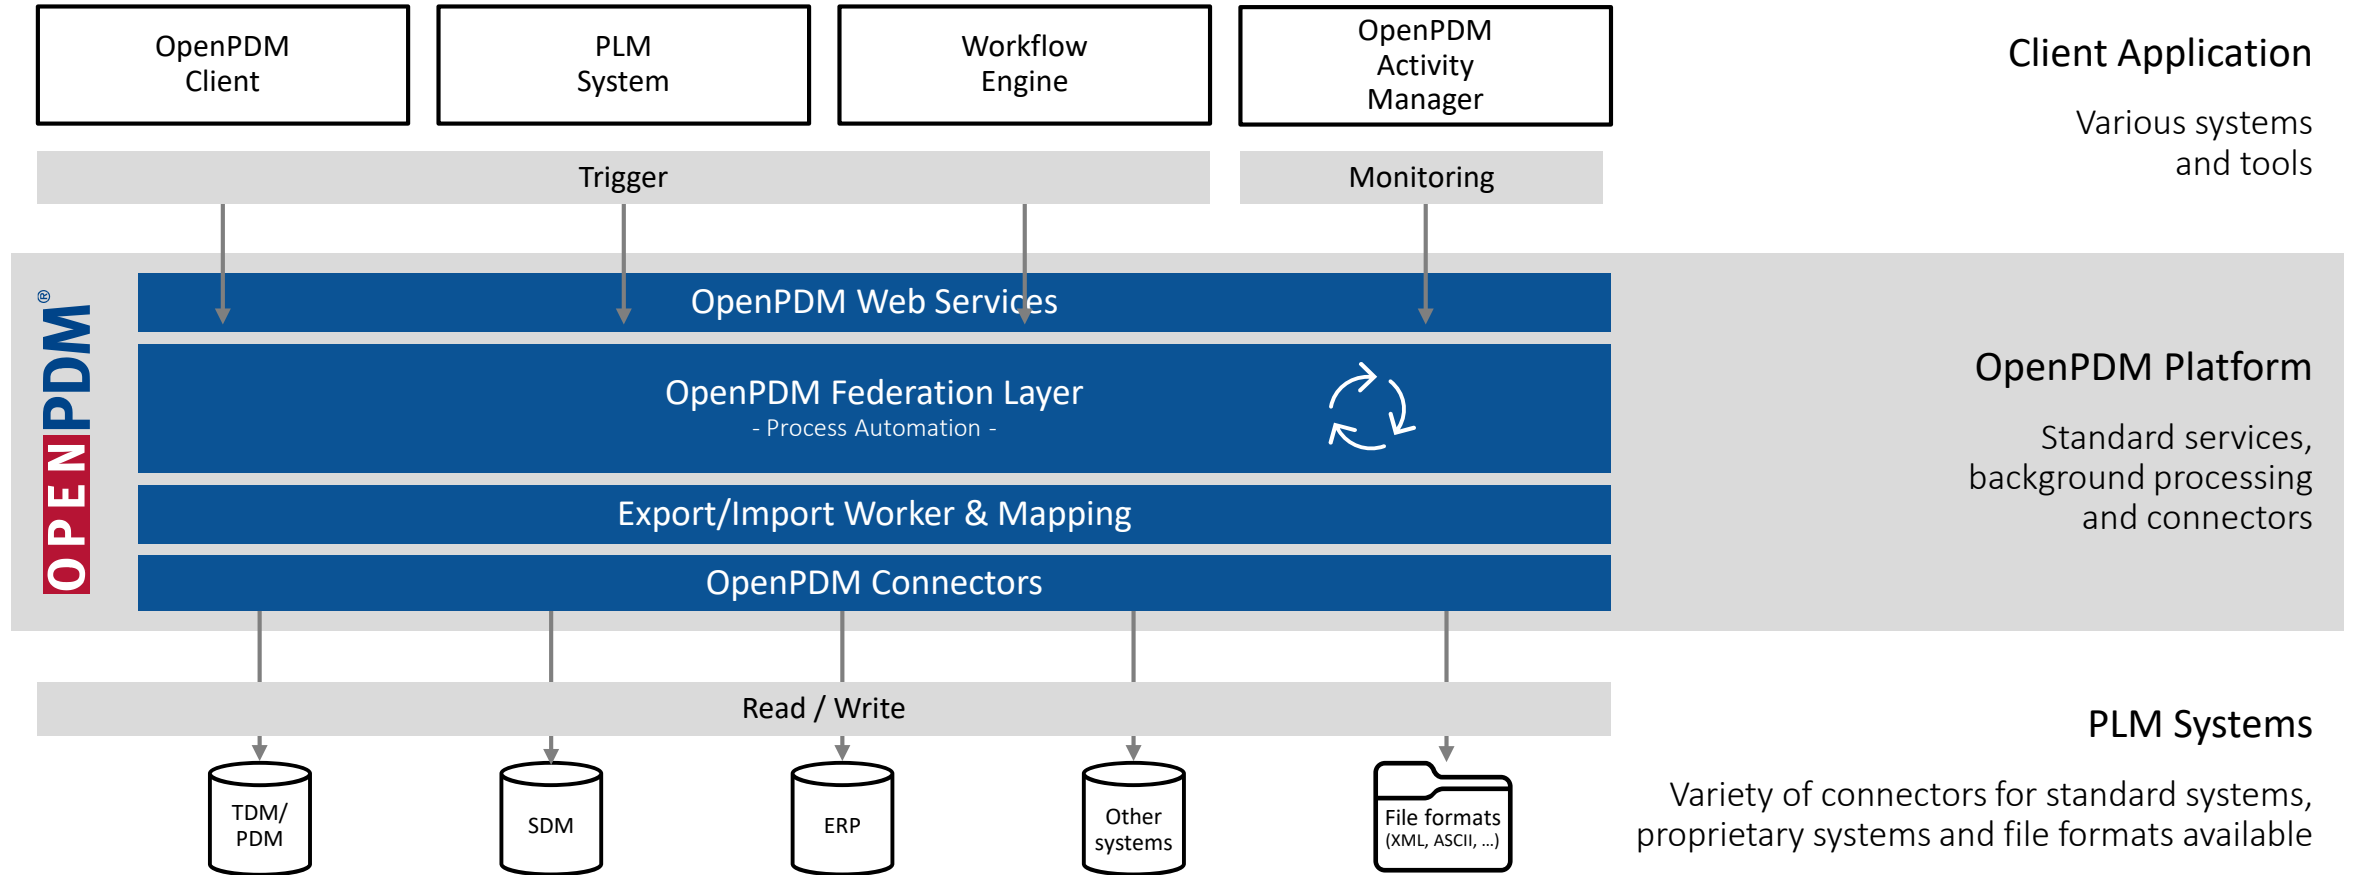 OpenPDM
Client
PLM
System
Workflow
Engine
OpenPDM
Activity
Manager
Client Application
Various systems
and tools
Trigger
Monitoring
OPENPDM®
OpenPDM Web Services
OpenPDM Federation Layer
- Process Automation -
Export/Import Worker & Mapping
OpenPDM Connectors
OpenPDM Platform
Standard services,
background processing
and connectors
Read / Write
TDM/
PDM
SDM
ERP
Other
systems
File formats
(XML, ASCII, ...)
PLM Systems
Variety of connectors for standard systems,
proprietary systems and file formats available